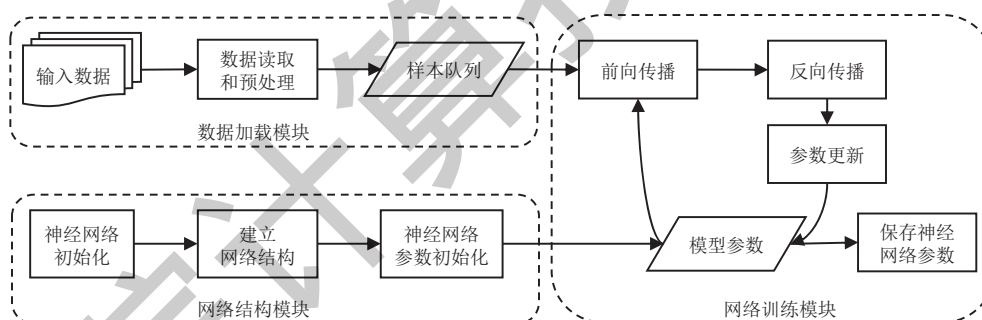 输入数据
数据读取
和预处理
样本队列
数据加载模块
前向传播
反向传播
参数更新
神经网络
初始化
建立
网络结构
神经网络
参数初始化
网络结构模块
模型参数
保存神经
网络参数
网络训练模块
计算